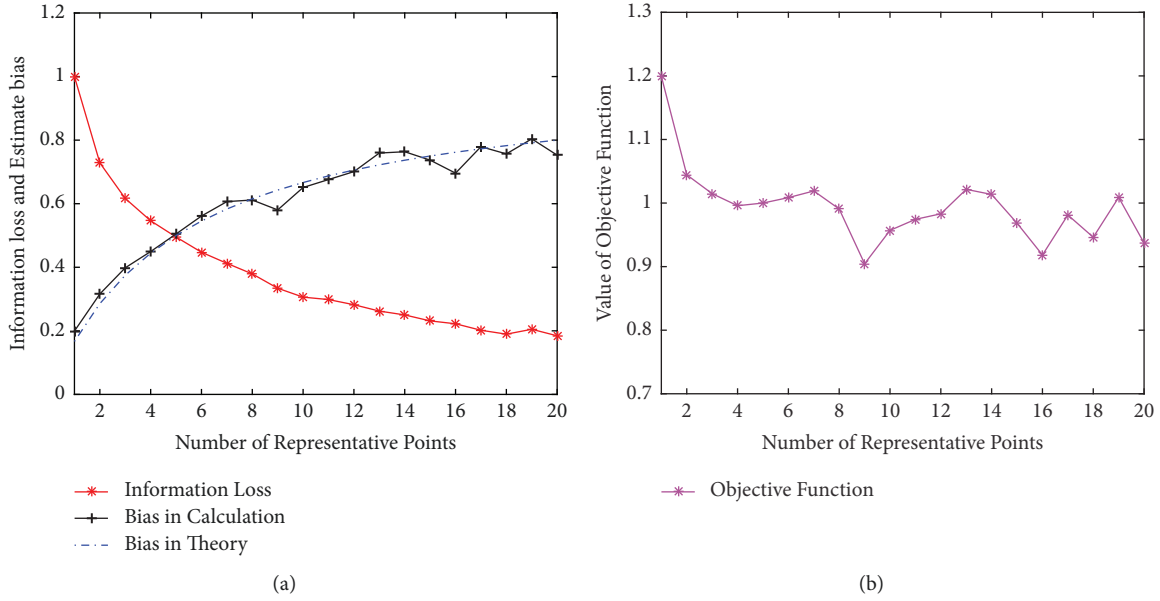 1.2
1
0.8
0.6
0.4
0.2
0
Information loss and Estimate bias
2 4 6 8 10 12 14 16 18 20
Number of Representative Points
Information Loss
Bias in Calculation
Bias in Theory
(a)
1.3
1.2
1.1
1
0.9
0.8
0.7
Value of Objective Function
2 4 6 8 10 12 14 16 18 20
Number of Representative Points
Objective Function
(b)